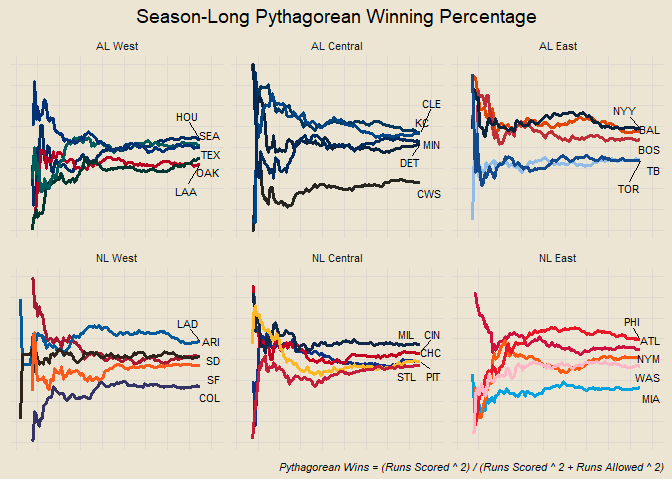 Season-Long Pythagorean Winning Percentage
AL West
AL Central
AL East
HOU
SEA
TEX
OAK
LAA
CLE
KC
MIN
DET
CWS
NYY
BAL
BOS
TB
TOR
NL West
NL Central
NL East
LAD
ARI
SD
SF
COL
MIL
CIN
CHC
STL
PIT
PHI
ATL
NYM
WAS
MIA
Pythagorean Wins = (Runs Scored ^ 2) / (Runs Scored ^ 2 + Runs Allowed ^ 2)